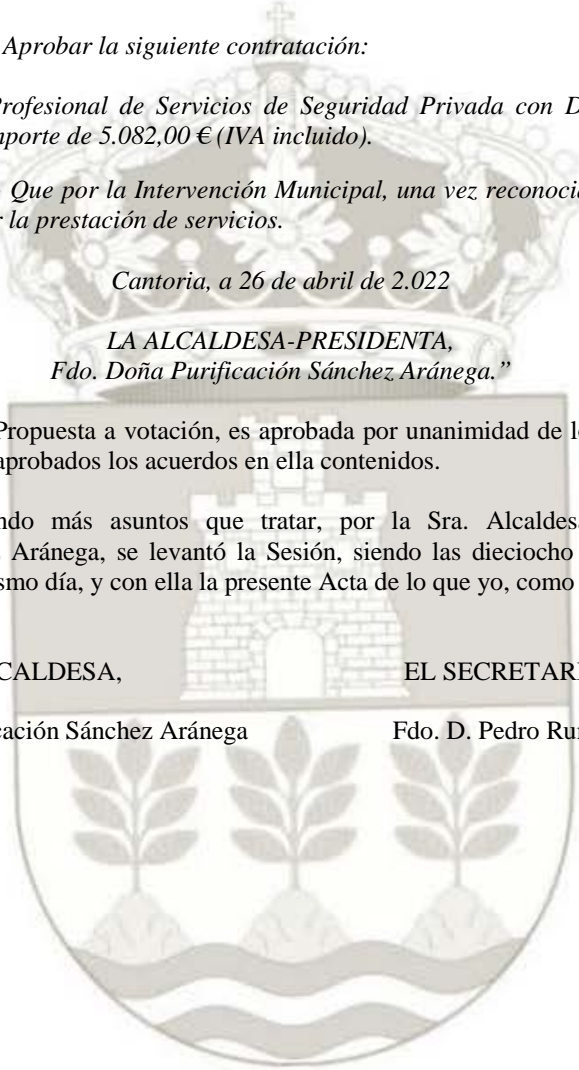 Aprobar la siguiente contratación:
Profesional de Servicios de Seguridad Privada con D
importe de 5.082,00 € (IVA incluido).
Que por la Intervención Municipal, una vez reconocia
r la prestación de servicios.
Cantoria, a 26 de abril de 2.022
LA ALCALDESA-PRESIDENTA,
Fdo. Doña Purificación Sánchez Aránega.”
Propuesta a votación, es aprobada por unanimidad de l
aprobados los acuerdos en ella contenidos.
ndo más asuntos que tratar, por la Sra. Alcaldesa
Aránega, se levantó la Sesión, siendo las dieciocho
smo día, y con ella la presente Acta de lo que yo, como
CALDESA, EL SECRETARI
cación Sánchez Aránega Fdo. D. Pedro Ru